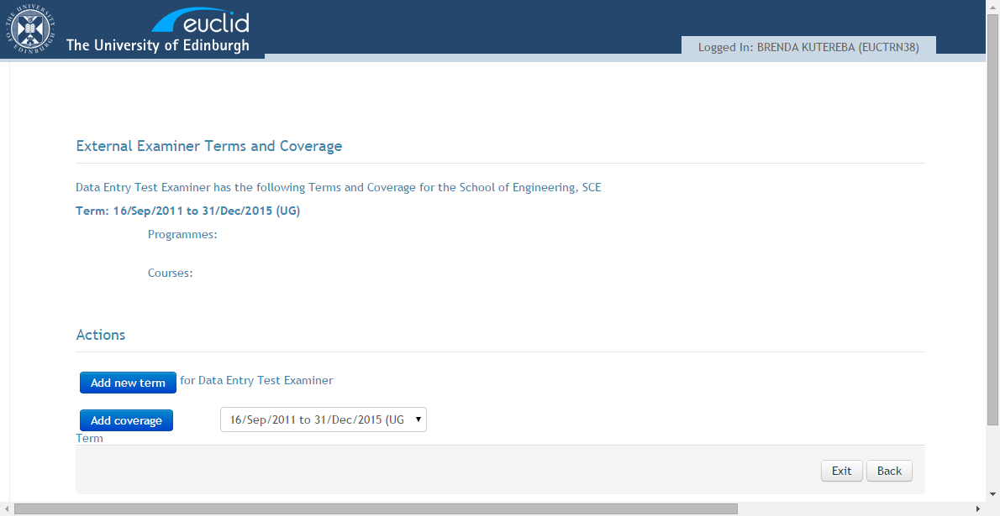 THE UNIVERSITY OF EDINBURGH
euclid
The University of Edinburgh
Logged In: BRENDA KUTEREBA (EUCTRN38)
External Examiner Terms and Coverage
Data Entry Test Examiner has the following Terms and Coverage for the School of Engineering, SCE
Term: 16/Sep/2011 to 31/Dec/2015 (UG)
Programmes:
Courses:
Actions
Add new term for Data Entry Test Examiner
Add coverage 16/Sep/2011 to 31/Dec/2015 (UG
Term
Exit Back